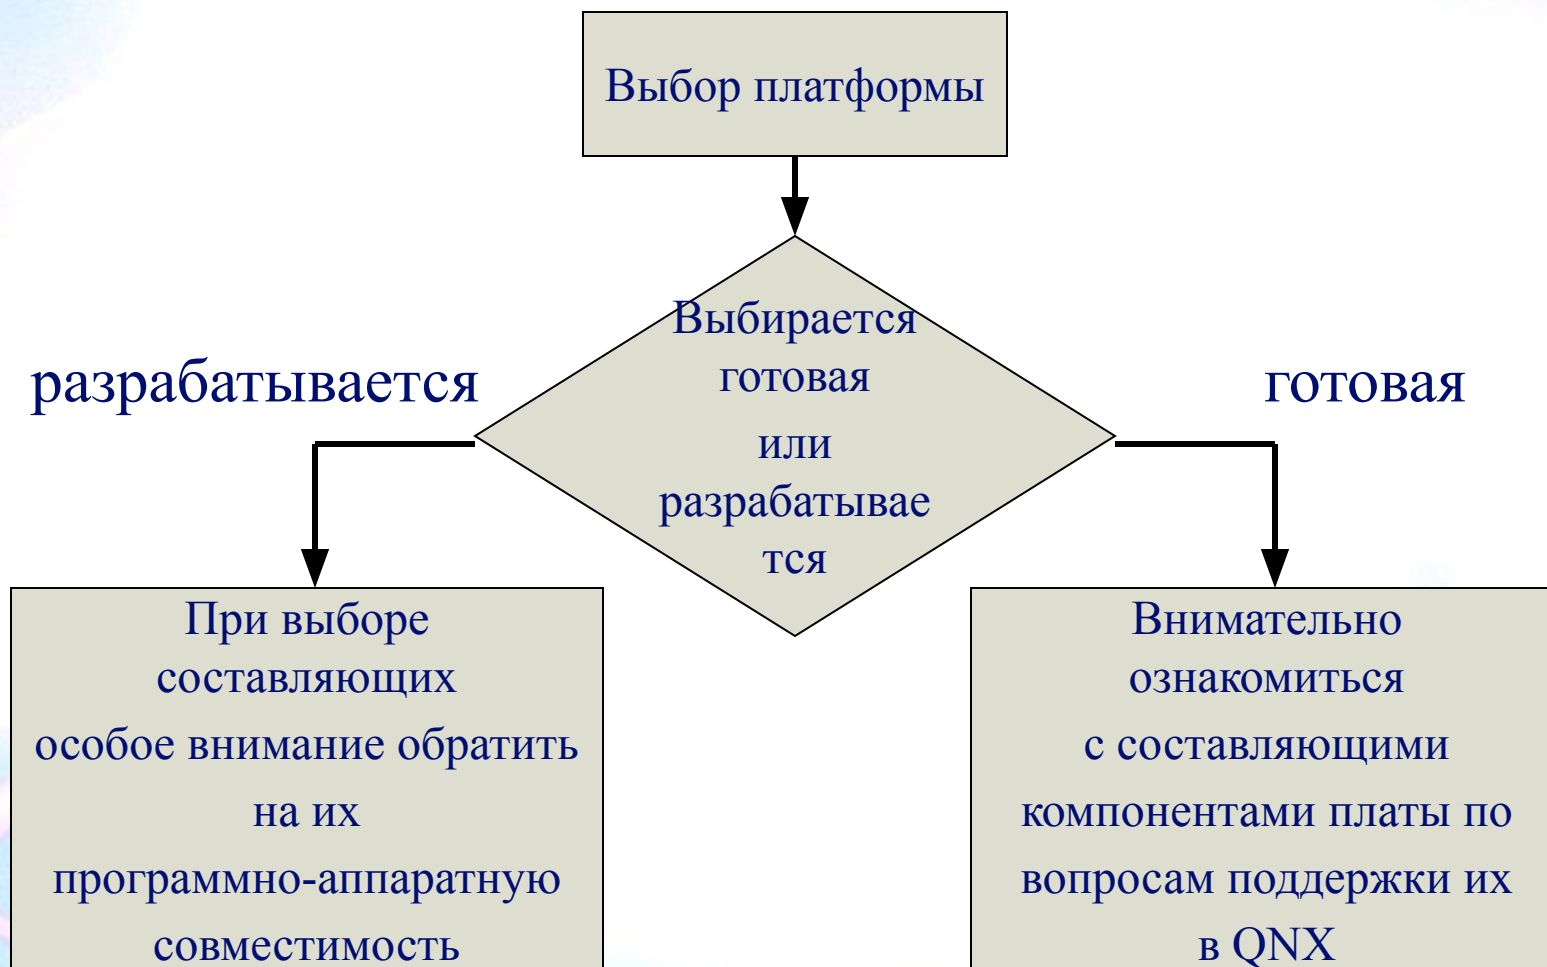 Выбор платформы
Выбирается
готовая
или
разрабатывае
тся
разрабатывается
готовая
При выборе
составляющих
особое внимание обратить
на их
программно-аппаратную
совместимость
Внимательно
ознакомиться
с составляющими
компонентами платы по
вопросам поддержки их
в QNX